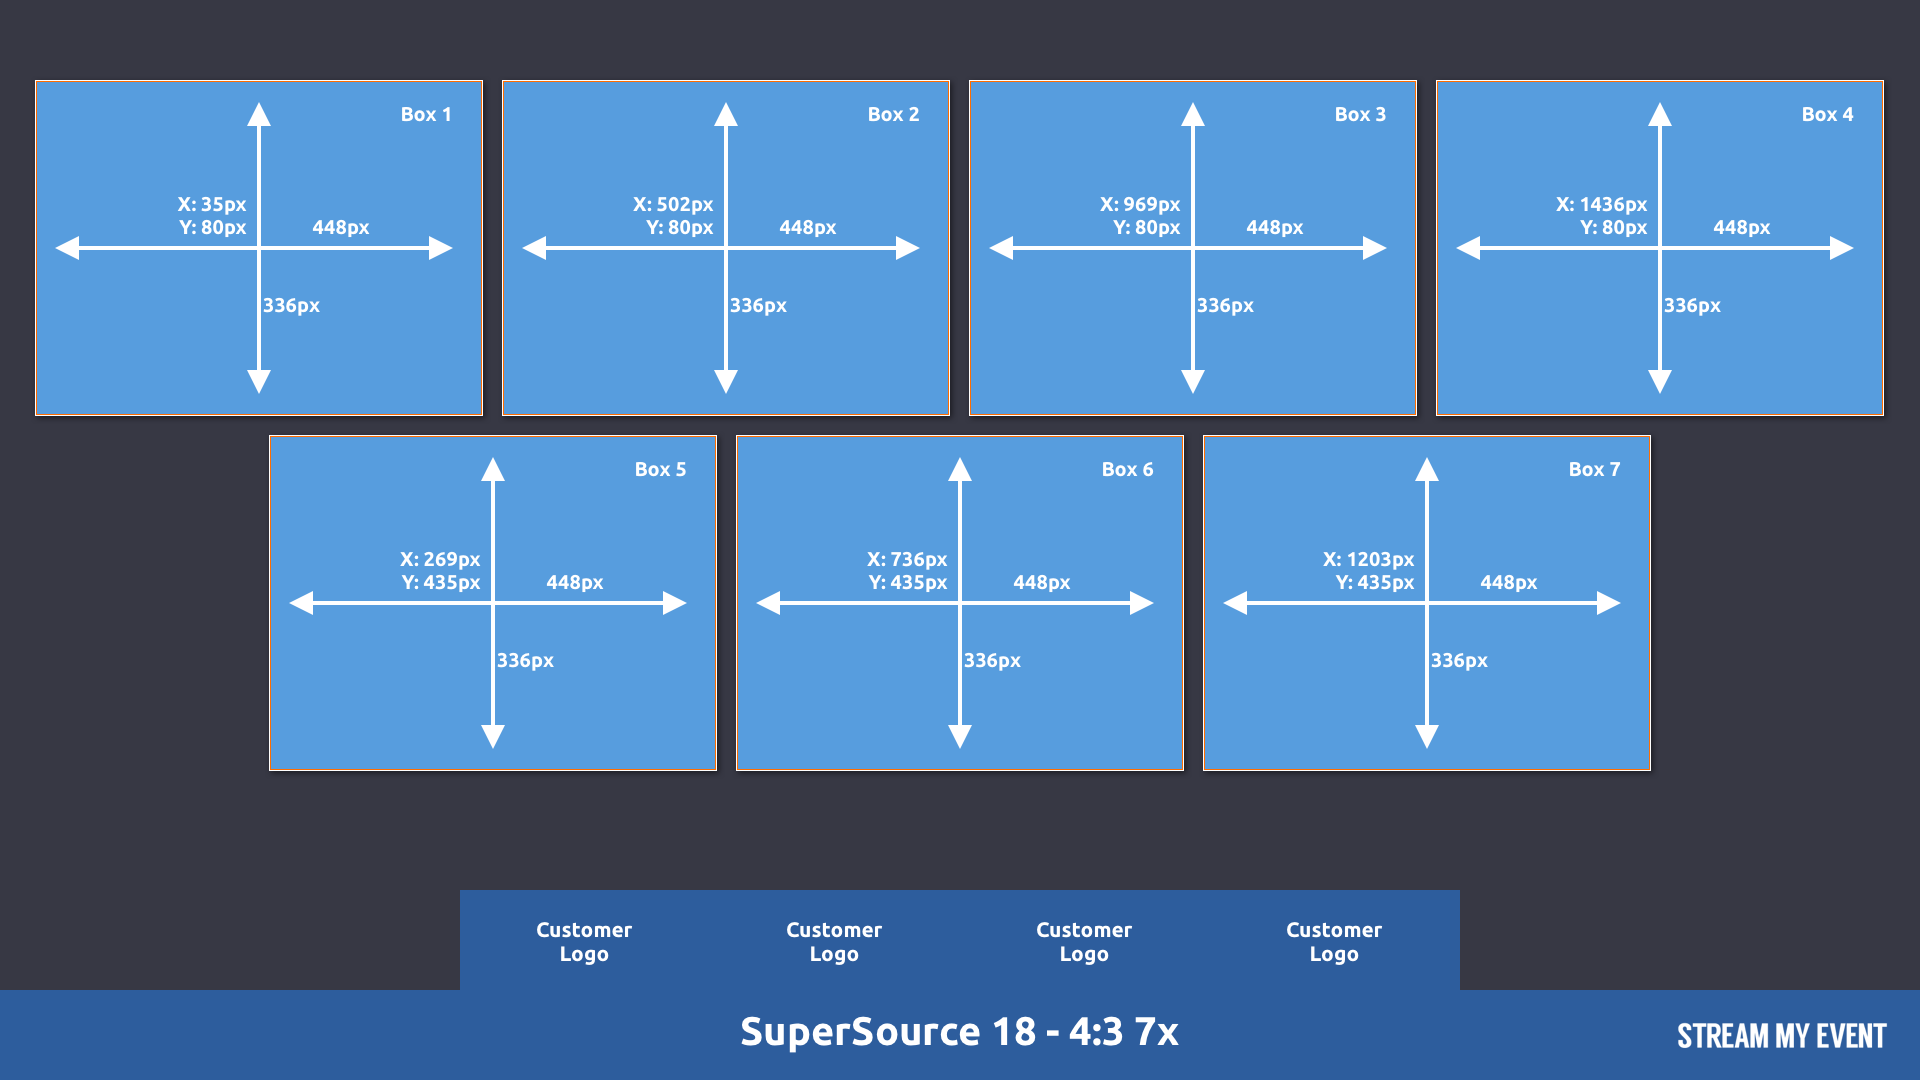 Box 1
X: 35px
Y: 80px
448px
336px
Box 2
X: 502px
Y: 80px
448px
336px
Box 3
X: 969px
Y: 80px
448px
336px
Box 4
X: 1436px
Y: 80px
448px
336px
Box 5
X: 269px
Y: 435px
448px
336px
Box 6
X: 736px
Y: 435px
448px
336px
Box 7
X: 1203px
Y: 435px
448px
336px
Customer
Logo
Customer
Logo
Customer
Logo
Customer
Logo
SuperSource 18 - 4:3 7x
STREAM MY EVENT